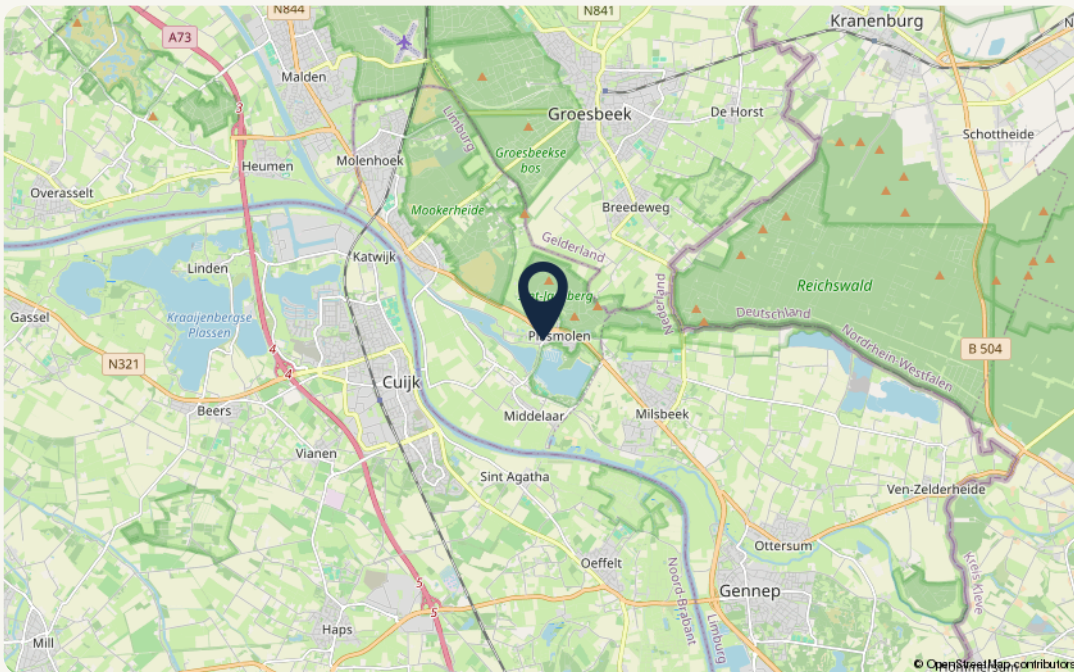 N844
N841
Kranenburg
A73
Malden
3
Groesbeek
De Horst
Schottheide
Limburg
Groesbeekse
bos
Molenhoek
Heumen
Overasselt
Mookerheide
Breedeweg
Gelderland
Katwijk
Linden
Nederland
Reichswald
Deutschland
Gassel
Kraaijenbergse
Plassen
Nordrhein-Westfalen
4
4
N321
B 504
Cuijk
Beers
Middelaar
Milsbeek
Vianen
Sint Agatha
Ven-Zelderheide
Ottersum
Oeffelt
Noord-Brabant
Limburg
Kreis Kleve
Gennep
5
5
Haps
Mill
© OpenStreetMap contributors